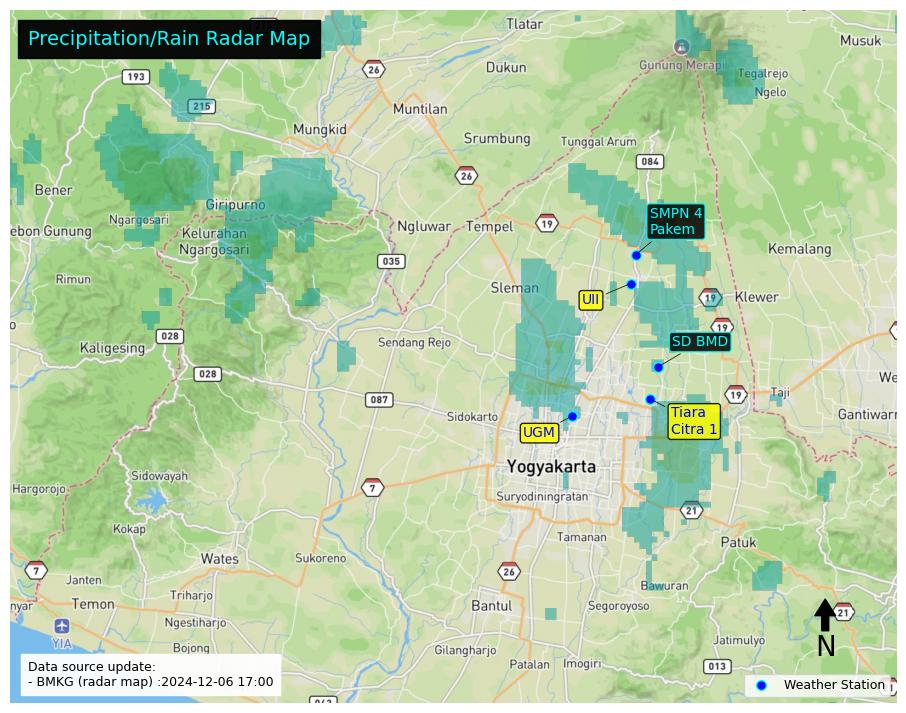 Precipitation/Rain Radar Map
Tlatar
Musuk
26
193
Dukun
Gunung Merapi
Tegalrejo
Ngelo
215
Muntilan
Mungkid
Srumbung
Tunggal Arum
084
26
Bener
Giripurno
Ngargosari
ebon Gunung
Kelurahan
Ngargosari
Ngluwar
Tempel
19
SMPN 4
Pakem
Kemalang
035
Rimun
Sleman
UII
19
Klewer
19
028
Kaligesing
Sendang Rejo
SD BMD
028
We
087
19
Taji
Sidokarto
Tiara
Citra 1
Gantiwarn
UGM
Yogyakarta
Sidowayah
Hargorojo
7
Suryodiningratan
21
Kokap
Tamanan
Patuk
Wates
Sukoreno
7
26
Janten
Bawuran
Triharjo
nyar
Temon
Bantul
Segoroyoso
21
Ngestiharjo
YIA
Bojong
Gilangharjo
Jatimulyo
N
Patalan
Imogiri
013
Data source update:
- BMKG (radar map) :2024-12-06 17:00
Weather Station